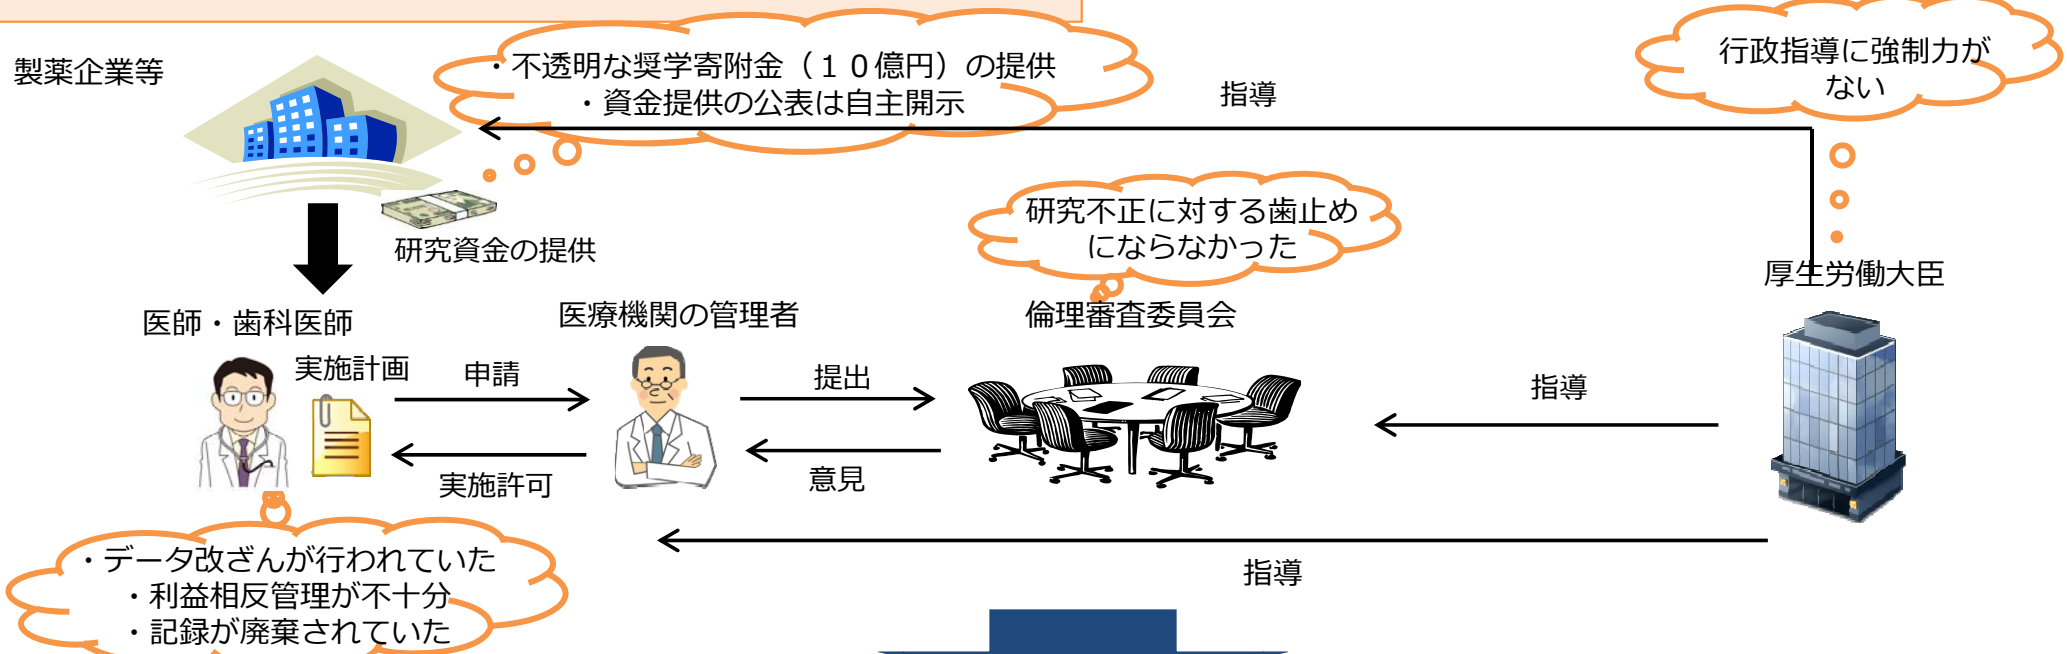 製薬企業等
・不透明な奨学寄附金（１０億円）の提供
・資金提供の公表は自主開示
指導
行政指導に強制力が
ない
研究資金の提供
研究不正に対する歯止め
にならなかった
厚生労働大臣
医師・歯科医師
医療機関の管理者
倫理審査委員会
実施計画
申請
提出
指導
実施許可
意見
指導
・データ改ざんが行われていた
・利益相反管理が不十分
・記録が廃棄されていた